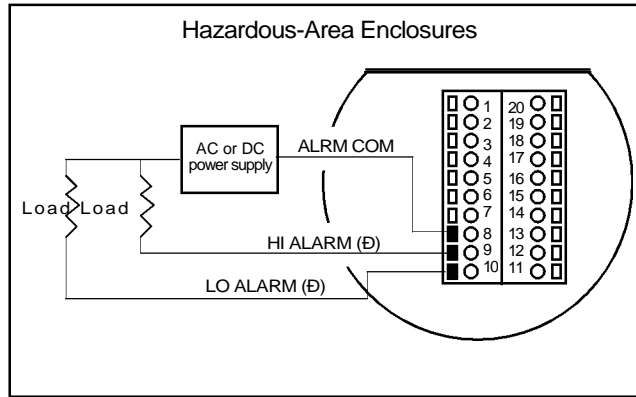 Hazardous-Area Enclosures
AC or DC
power supply
ALRM COM
Load Load
HI ALARM (Ð)
LO ALARM (Ð)
1 20
2 19
3 18
4 17
5 16
6 15
7 14
8 13
9 12
10 11